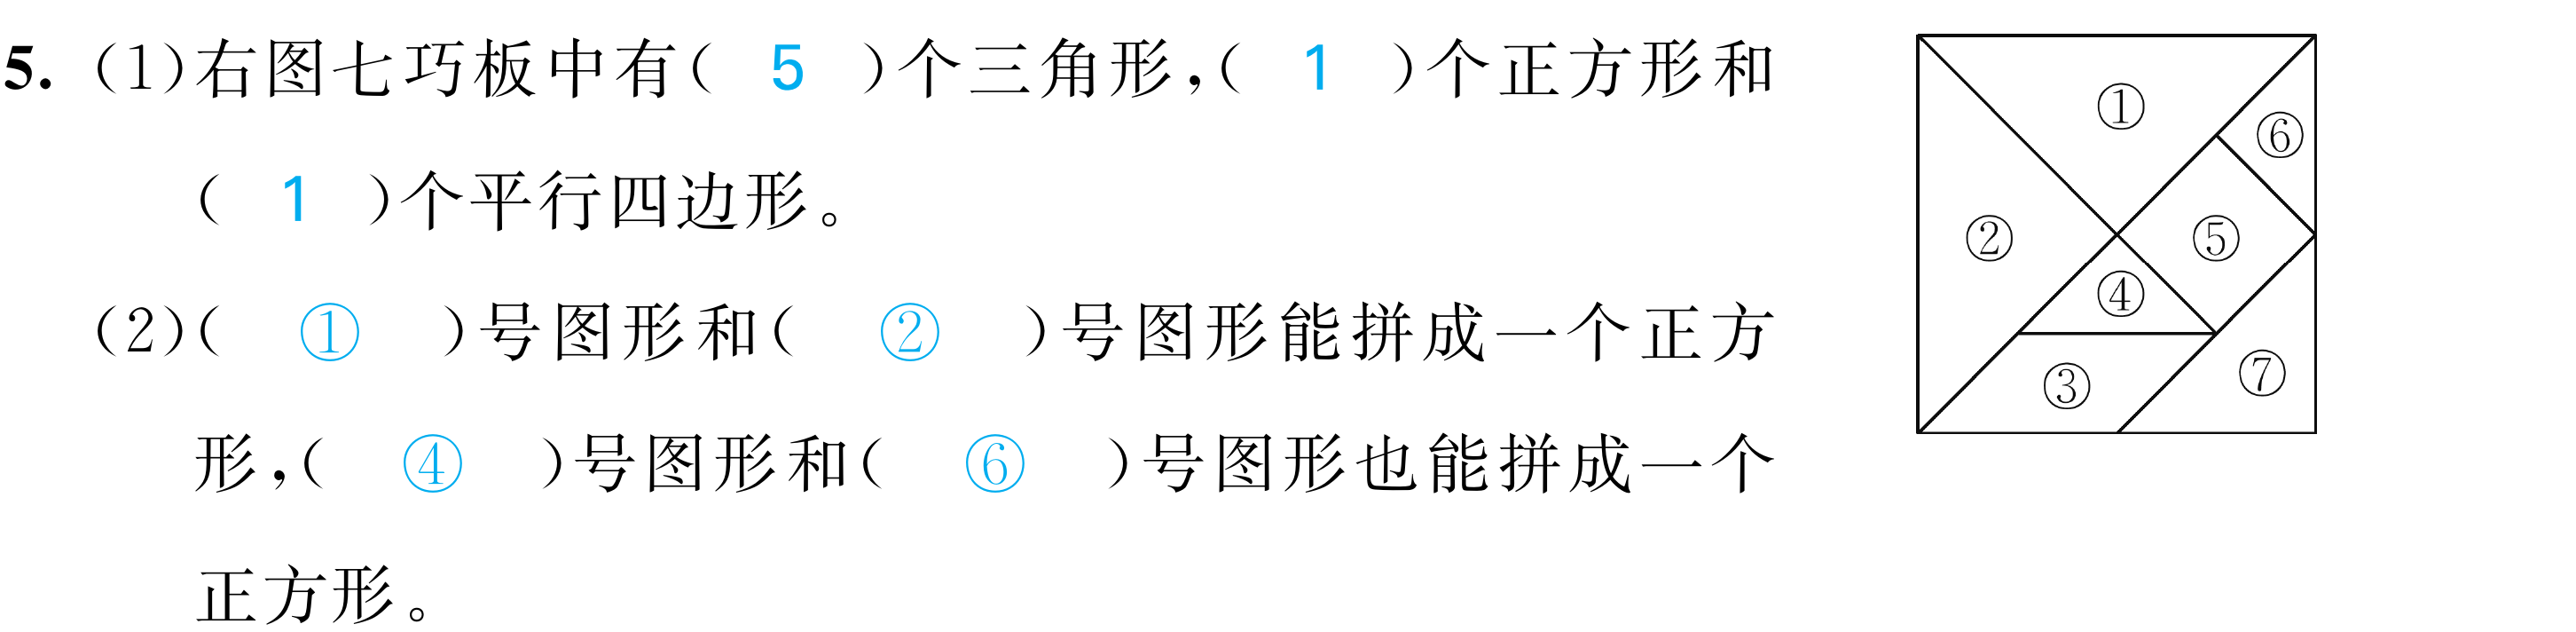 5. (1)右图七巧板中有( 5 )个三角形,( 1 )个正方形和
( 1 )个平行四边形。
(2)( ① )号图形和( ② )号图形能拼成一个正方
形,( ④ )号图形和( ⑥ )号图形也能拼成一个
正方形。
①
⑥
②
⑤
④
③
⑦